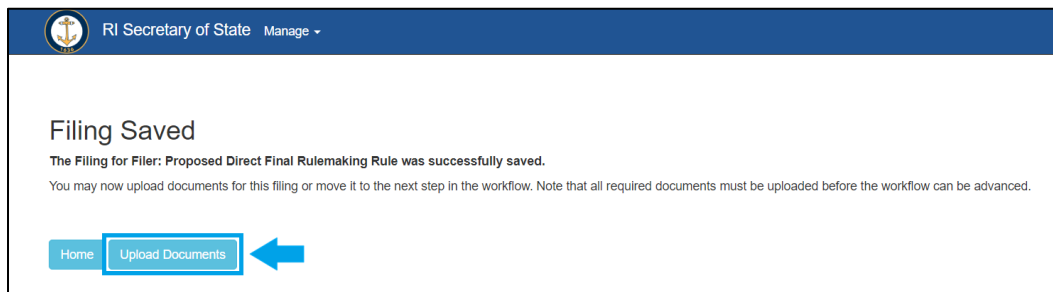 RI Secretary of State Manage
Filing Saved
The Filing for Filer: Proposed Direct Final Rulemaking Rule was successfully saved.
You may now upload documents for this filing or move it to the next step in the workflow. Note that all required documents must be uploaded before the workflow can be advanced.
Home Upload Documents